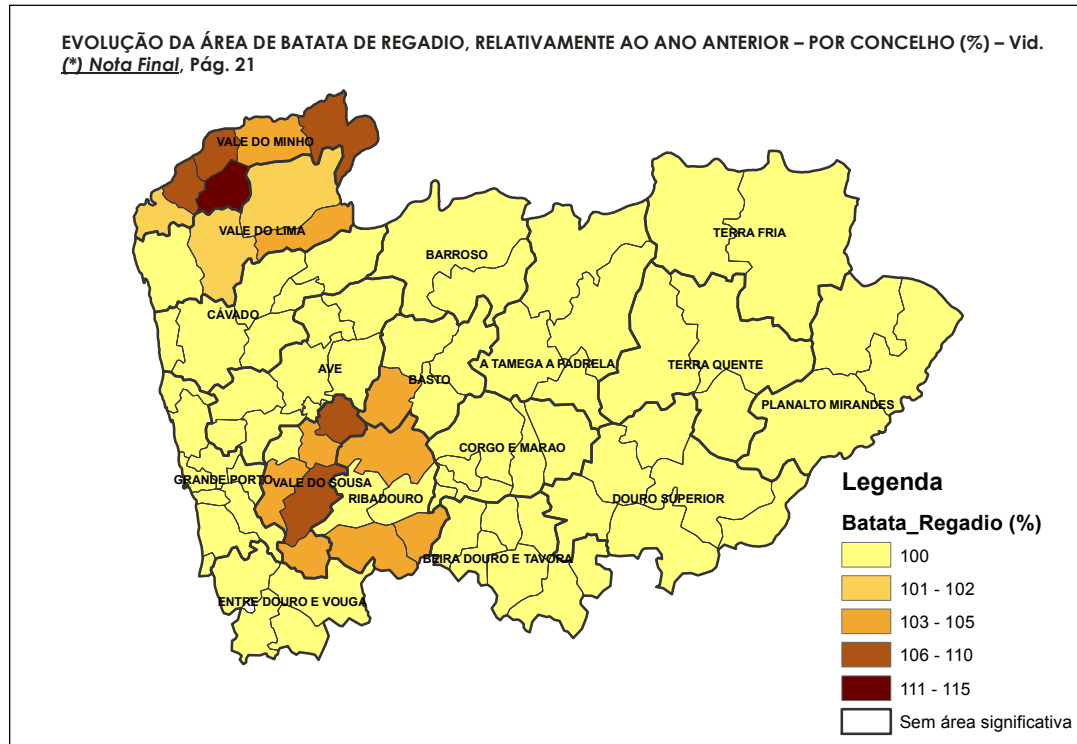 EVOLUÇÃO DA ÁREA DE BATATA DE REGADIO, RELATIVAMENTE AO ANO ANTERIOR – POR CONCELHO (%) – Vid.
(*) Nota Final, Pág. 21
VALE DO MINHO
VALE DO LIMA
TERRA FRIA
BARROSO
CÁVADO
AVE
BASTO
A TAMEGA A PADRELA
TERRA QUENTE
PLANALTO MIRANDES
CORGO E MARAO
GRANDE PORTO
VALE DO SOUSA
RIBADOURO
DOURO SUPERIOR
BEIRA DOURO E TAVORA
ENTRE DOURO E VOUGA
Legenda
Batata_Regadio (%)
100
101 - 102
103 - 105
106 - 110
111 - 115
Sem área significativa